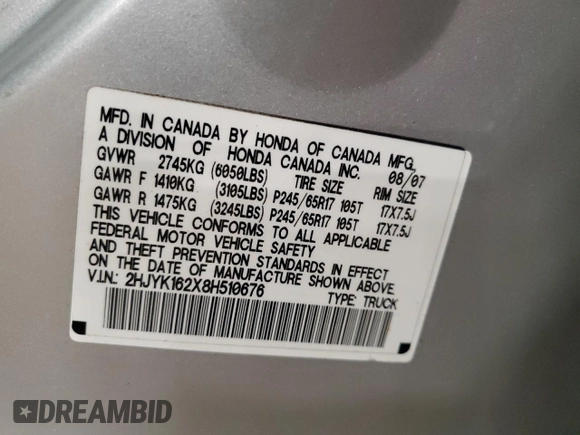 MFD. IN CANADA BY HONDA OF CANADA MFG.,
A DIVISION OF HONDA CANADA INC. 08/07
GVWR 2745KG (6050LBS) TIRE SIZE RIM SIZE
GAWR F 1410KG (3105LBS) P245/65R17 105T 17X7.5J
GAWR R 1475KG (3245LBS) P245/65R17 105T 17X7.5J
THIS VEHICLE CONFORMS TO ALL APPLICABLE
FEDERAL MOTOR VEHICLE SAFETY
AND THEFT PREVENTION STANDARDS IN EFFECT
ON THE DATE OF MANUFACTURE SHOWN ABOVE.
V.I.N.: 2HJYK162X8H510676 TYPE: TRUCK
DREAMBID